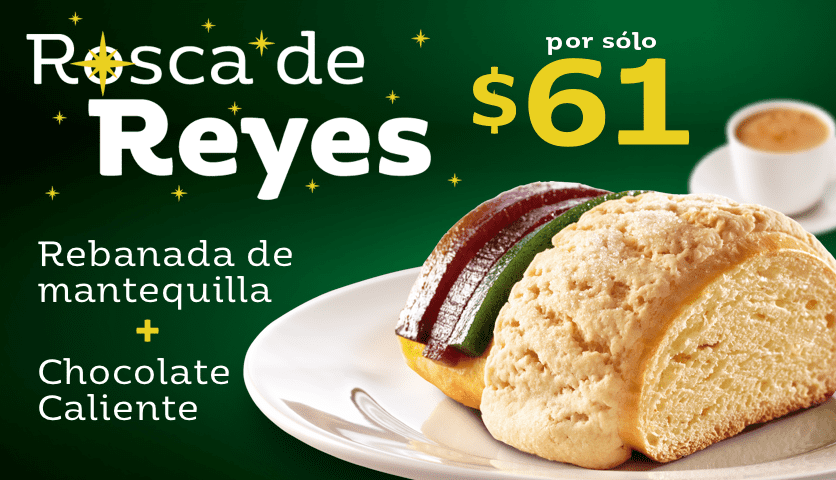 Rosca de
Reyes
por sólo
$61
Rebanada de
mantequilla
+
Chocolate
Caliente